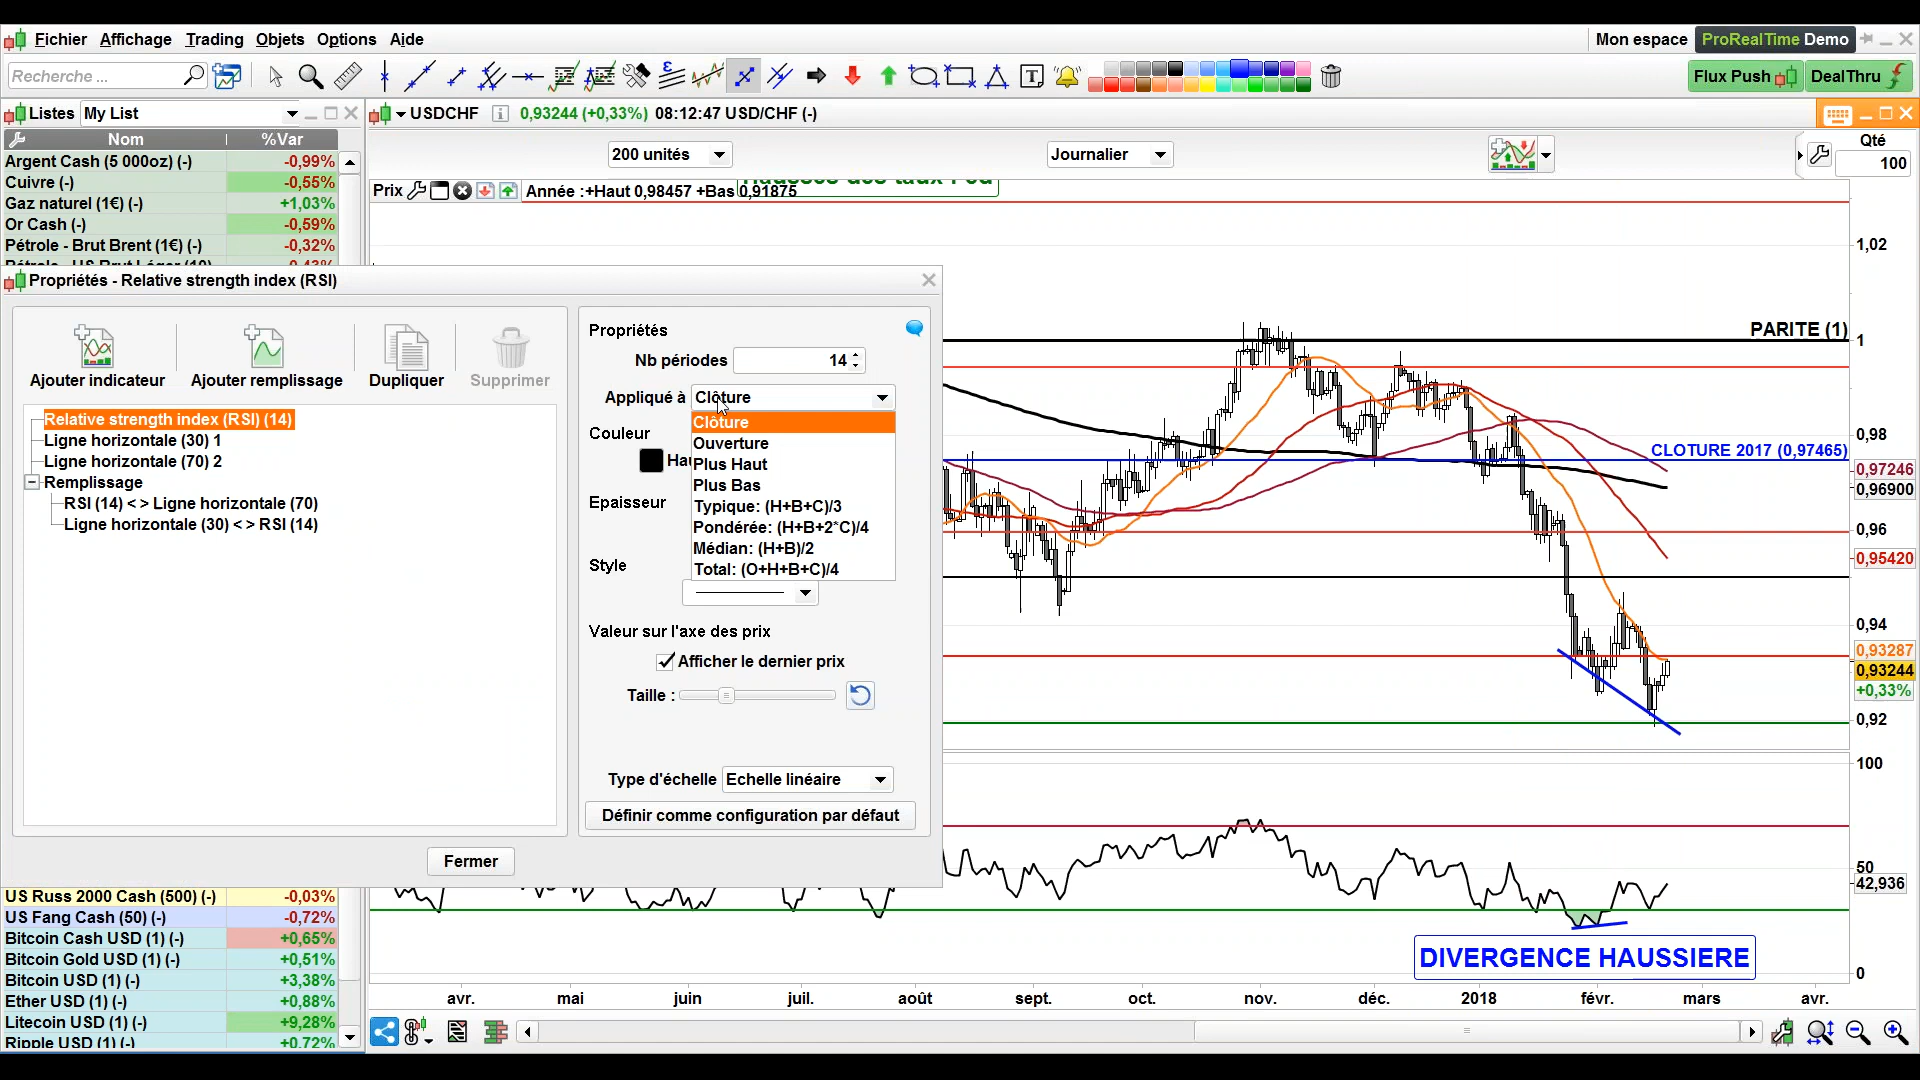 Fichier Affichage Trading Objets Options Aide
Mon espace ProRealTime Demo
Recherche ...
Flux Push DealThru
Listes My List
USDCHF 0,93244 (+0,33%) 08:12:47 USD/CHF (-)
Nom %Var
Argent Cash (5 000oz) (-) -0,99%
Cuivre (-) -0,55%
Gaz naturel (1€) (-) +1,03%
Or Cash (-) -0,59%
Pétrole - Brut Brent (1€) (-) -0,32%
200 unités
Journalier
Qté
100
Prix Année :+Haut 0,98457 +Bas 0,91875
Propriétés - Relative strength index (RSI)
Ajouter indicateur
Ajouter remplissage
Dupliquer
Supprimer
Relative strength index (RSI) (14)
Ligne horizontale (30) 1
Ligne horizontale (70) 2
Remplissage
RSI (14) <> Ligne horizontale (70)
Ligne horizontale (30) <> RSI (14)
Propriétés
Nb périodes 14
Appliqué à Clôture
Clôture
Ouverture
Plus Haut
Plus Bas
Typique: (H+B+C)/3
Pondérée: (H+B+2*C)/4
Médian: (H+B)/2
Total: (O+H+B+C)/4
Couleur
Epaisseur
Style
Valeur sur l'axe des prix
Afficher le dernier prix
Taille :
Type d'échelle Echelle linéaire
Définir comme configuration par défaut
Fermer
PARITE (1)
CLOTURE 2017 (0,97465)
1,02
1
0,98
0,97246
0,96900
0,96
0,95420
0,94
0,93287
0,93244
+0,33%
0,92
100
50
42,936
0
DIVERGENCE HAUSSIERE
US Russ 2000 Cash (500) (-) -0,03%
US Fang Cash (50) (-) -0,72%
Bitcoin Cash USD (1) (-) +0,65%
Bitcoin Gold USD (1) (-) +0,51%
Bitcoin USD (1) (-) +3,38%
Ether USD (1) (-) +0,88%
Litecoin USD (1) (-) +9,28%
Ripple USD (1) (-) +0,72%
avr. mai juin juil. août sept. oct. nov. déc. 2018 févr. mars avr.